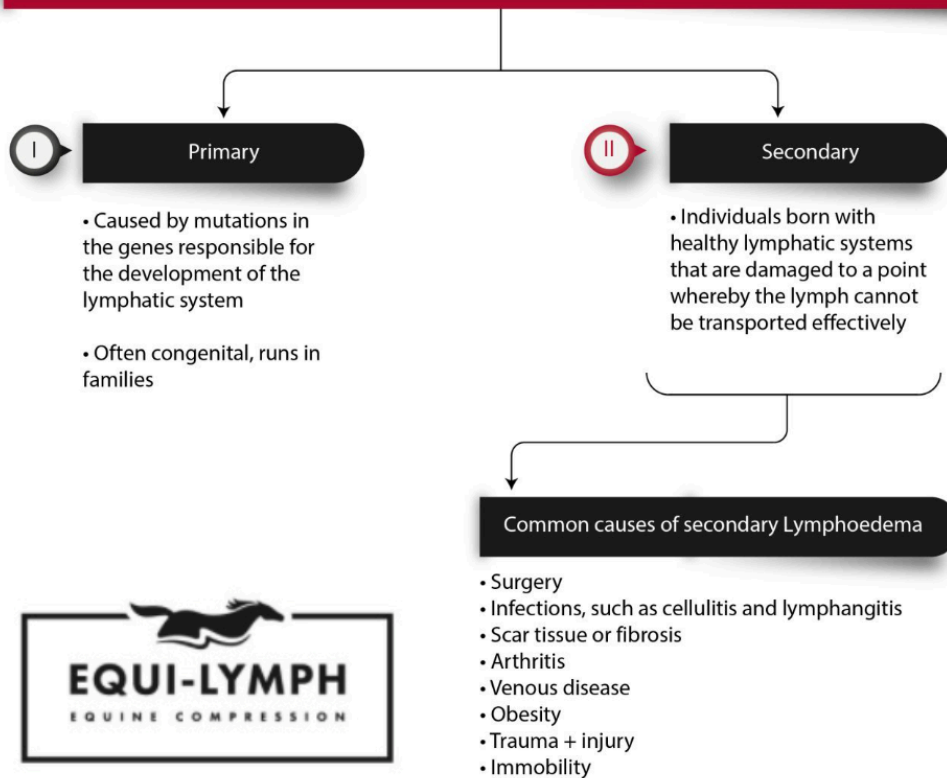 I
Primary
• Caused by mutations in
the genes responsible for
the development of the
lymphatic system
• Often congenital, runs in
families
II
Secondary
• Individuals born with
healthy lymphatic systems
that are damaged to a point
whereby the lymph cannot
be transported effectively
Common causes of secondary Lymphoedema
• Surgery
• Infections, such as cellulitis and lymphangitis
• Scar tissue or fibrosis
• Arthritis
• Venous disease
• Obesity
• Trauma + injury
• Immobility
EQUI-LYMPH
EQUINE COMPRESSION